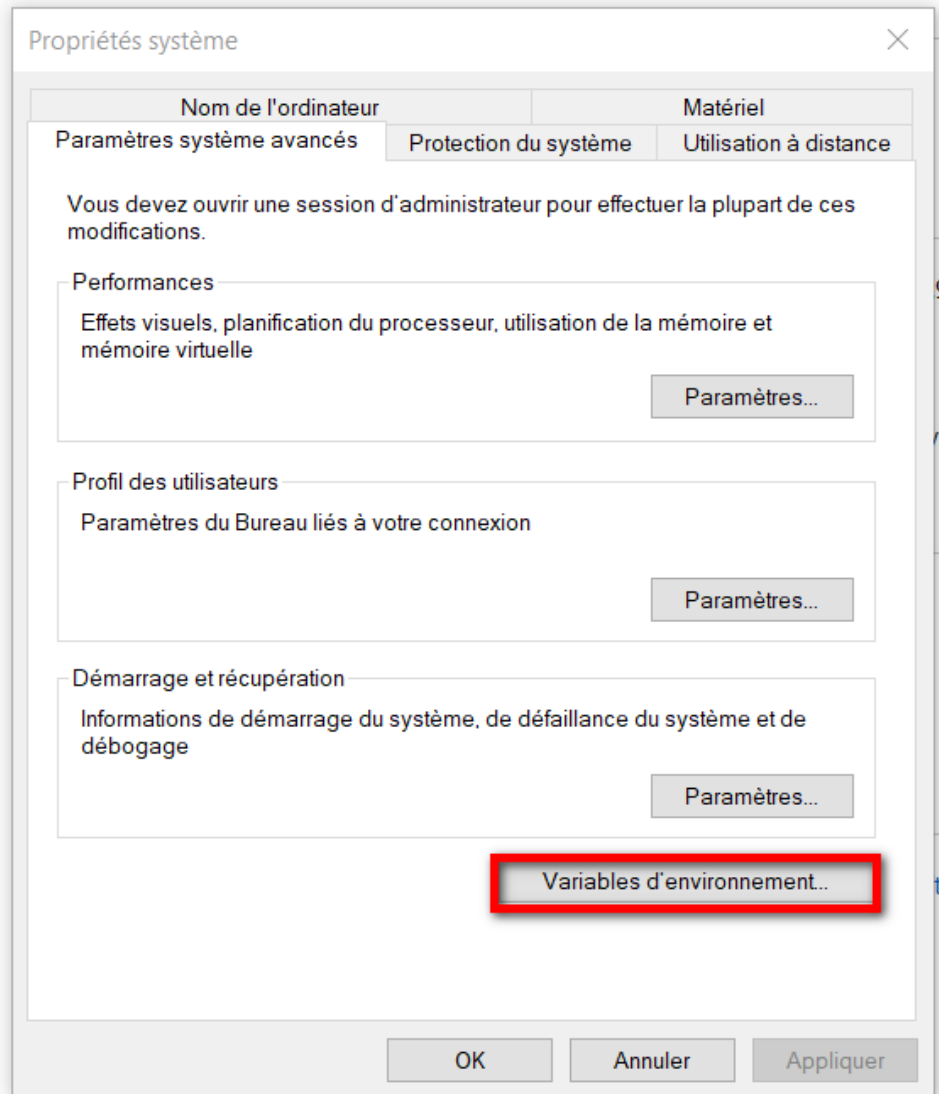 Propriétés système
Nom de l'ordinateur
Matériel
Paramètres système avancés
Protection du système
Utilisation à distance
Vous devez ouvrir une session d'administrateur pour effectuer la plupart de ces
modifications.
Performances
Effets visuels, planification du processeur, utilisation de la mémoire et
mémoire virtuelle
Paramètres...
Profil des utilisateurs
Paramètres du Bureau liés à votre connexion
Paramètres...
Démarrage et récupération
Informations de démarrage du système, de défaillance du système et de
débogage
Paramètres...
Variables d'environnement...
OK
Annuler
Appliquer